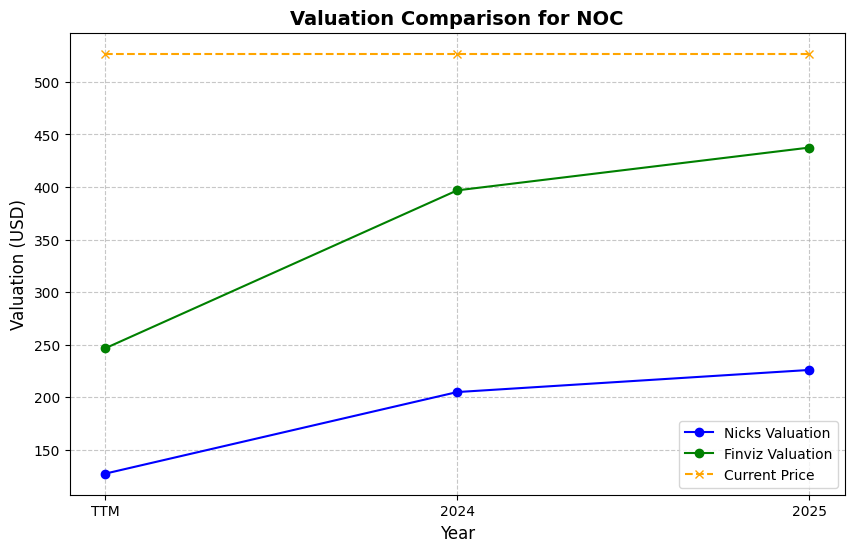 Valuation Comparison for NOC
Valuation (USD)
500
450
400
350
300
250
200
150
TTM
2024
2025
Year
Nicks Valuation
Finviz Valuation
Current Price